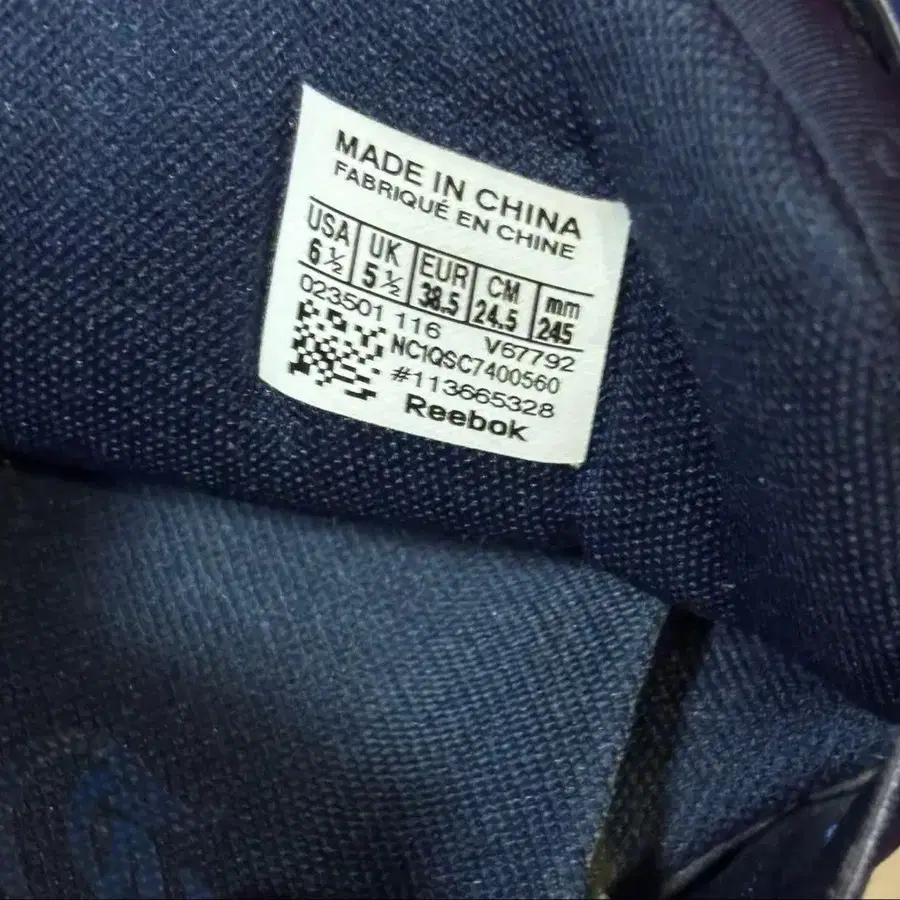 MADE IN CHINA
FABRIQUÉ EN CHINE
USA UK EUR CM mm
6½ 5½ 38.5 24.5 245
023501 116 V67792
NC1QSC7400560
#113665328
Reebok